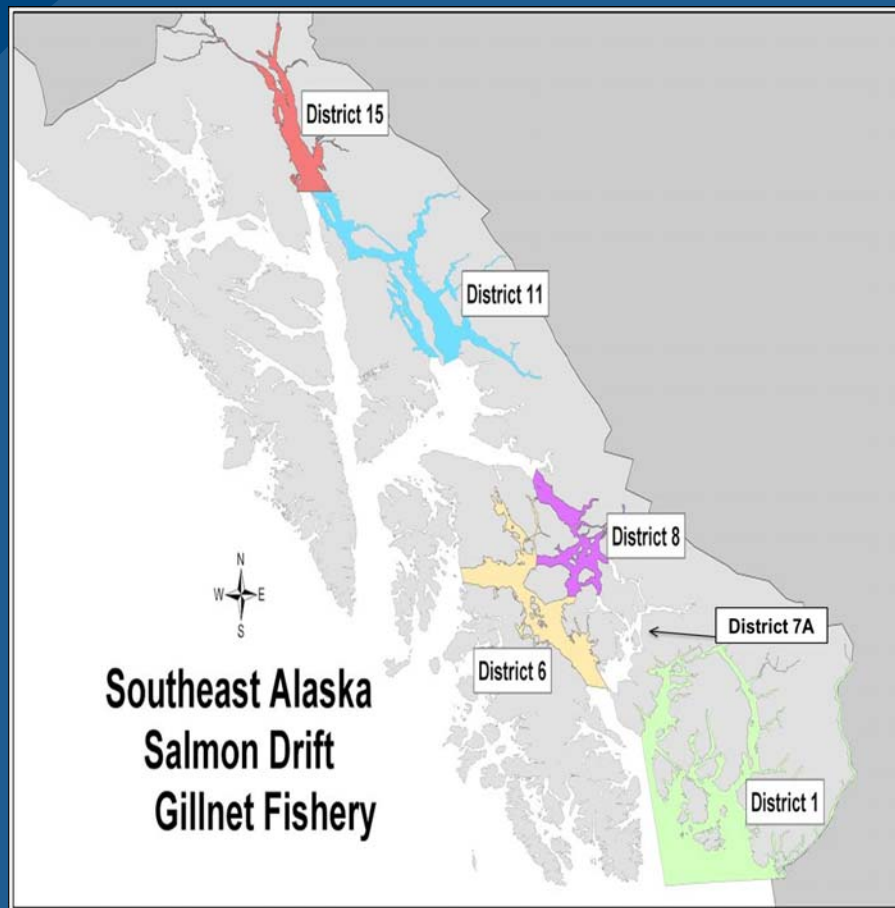 District 15
District 11
District 8
District 7A
District 6
District 1
N
W E
S
Southeast Alaska
Salmon Drift
Gillnet Fishery